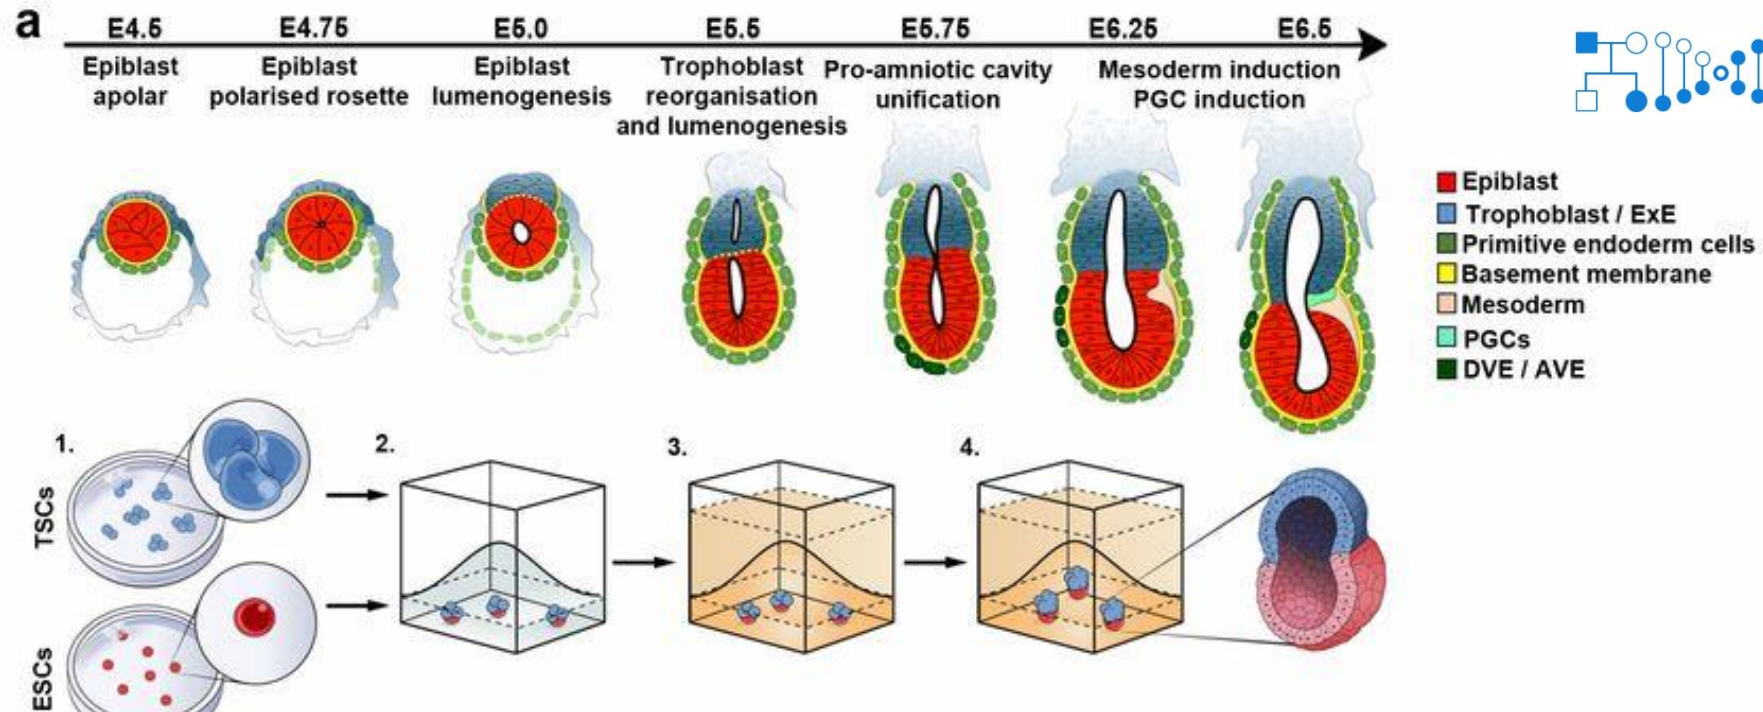 a
E4.5 E4.75 E5.0 E5.5 E5.75 E6.25 E6.5
Epiblast
apolar
Epiblast
polarised rosette
Epiblast
lumenogenesis
Trophoblast
reorganisation
and lumenogenesis
Pro-amniotic cavity
unification
Mesoderm induction
PGC induction
Epiblast
Trophoblast / ExE
Primitive endoderm cells
Basement membrane
Mesoderm
PGCs
DVE / AVE
1.
2.
3.
4.
TSCs
ESCs